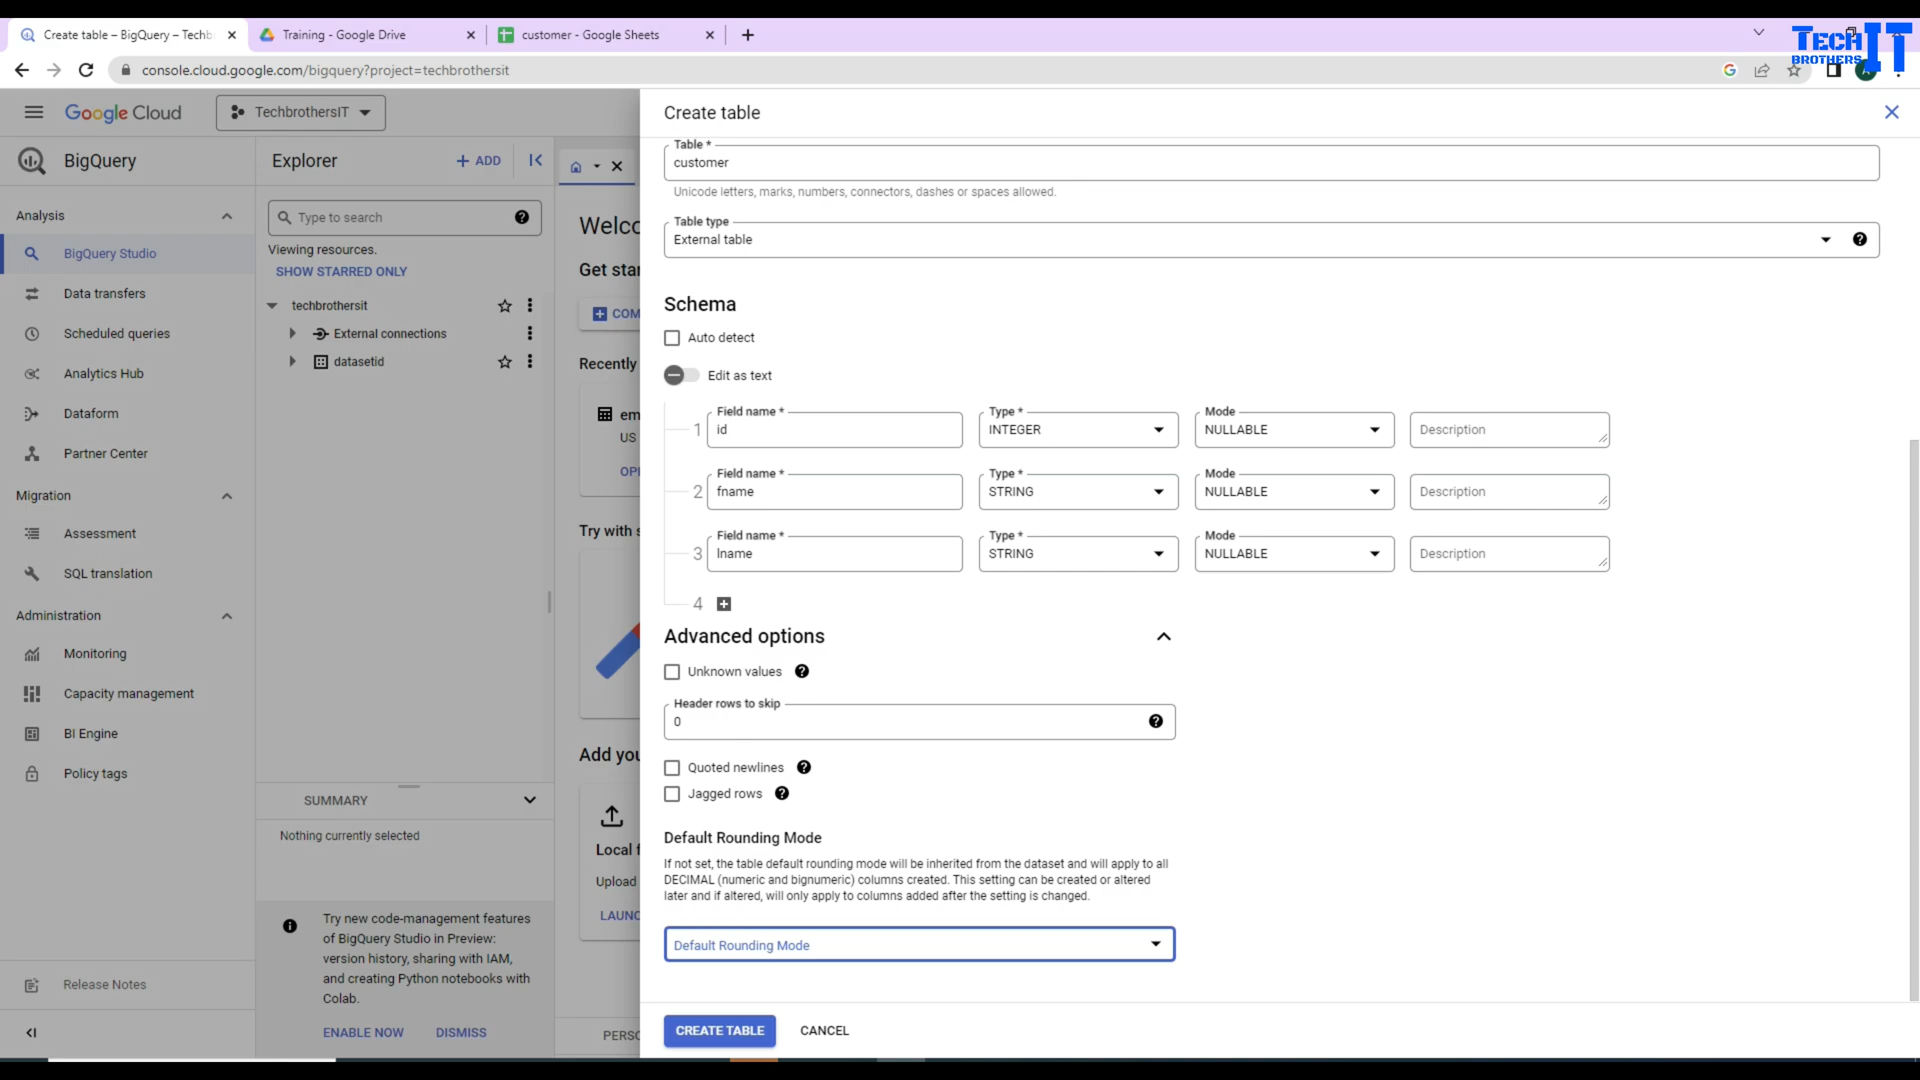 Create table – BigQuery – Techb
Training - Google Drive
customer - Google Sheets
TECH IT
BROTHERS
console.cloud.google.com/bigquery?project=techbrothersit
Google Cloud
TechbrothersIT
Create table
BigQuery
Explorer
ADD
Table *
customer
Unicode letters, marks, numbers, connectors, dashes or spaces allowed.
Analysis
Type to search
Welco
Table type
External table
Viewing resources.
SHOW STARRED ONLY
BigQuery Studio
Get star
Data transfers
techbrothersit
COM
Schema
Scheduled queries
External connections
Auto detect
Analytics Hub
datasetid
Recently
Edit as text
Dataform
em
US
1
Field name *
id
Type *
INTEGER
Mode
NULLABLE
Description
Partner Center
OPE
2
Field name *
fname
Type *
STRING
Mode
NULLABLE
Description
Migration
Assessment
Try with s
3
Field name *
lname
Type *
STRING
Mode
NULLABLE
Description
SQL translation
4
Administration
Advanced options
Monitoring
Unknown values
Capacity management
Header rows to skip
0
BI Engine
Policy tags
Add you
Quoted newlines
Jagged rows
SUMMARY
Nothing currently selected
Local f
Upload
LAUNC
Default Rounding Mode
If not set, the table default rounding mode will be inherited from the dataset and will apply to all
DECIMAL (numeric and bignumeric) columns created. This setting can be created or altered
later and if altered, will only apply to columns added after the setting is changed.
Try new code-management features
of BigQuery Studio in Preview:
version history, sharing with IAM,
and creating Python notebooks with
Colab.
Default Rounding Mode
Release Notes
ENABLE NOW
DISMISS
PERSO
CREATE TABLE
CANCEL